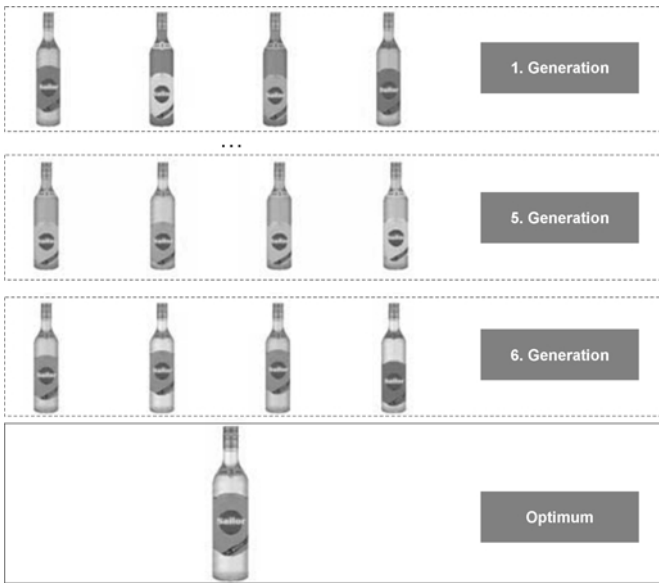 1. Generation
...
5. Generation
6. Generation
Optimum